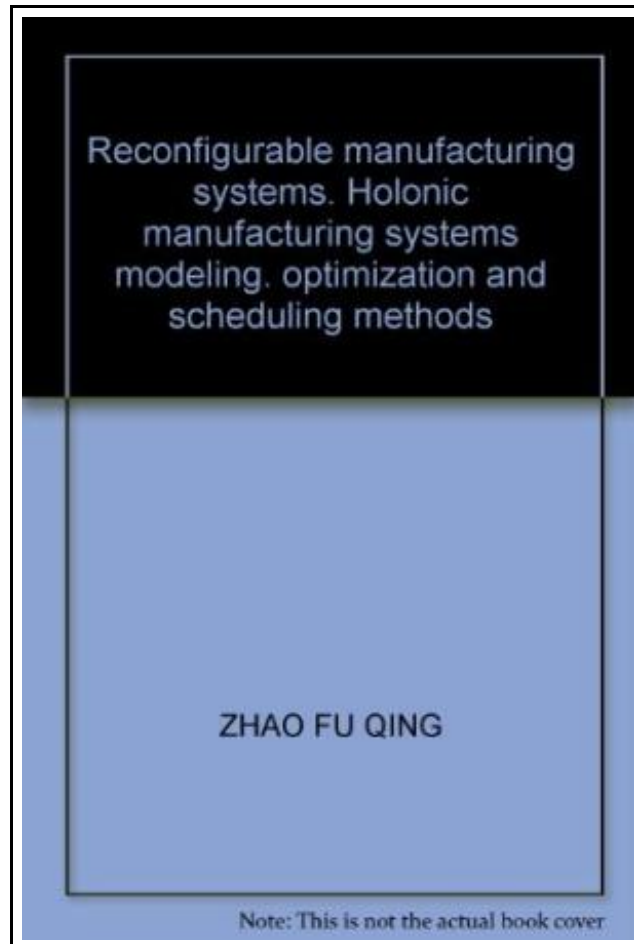 Reconfigurable manufacturing
systems. Holonic
manufacturing systems
modeling. optimization and
scheduling methods
ZHAO FU QING
Note: This is not the actual book cover